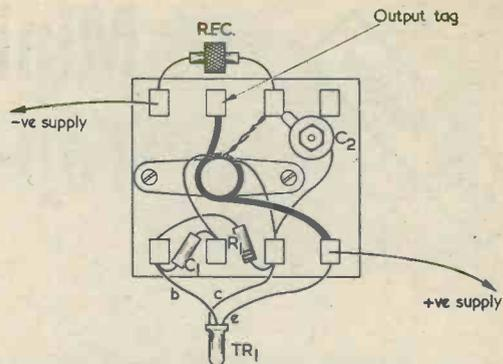 Output tag
R.F.C.
-ve supply
C2
R1
C1
b
c
e
+ve supply
TR1